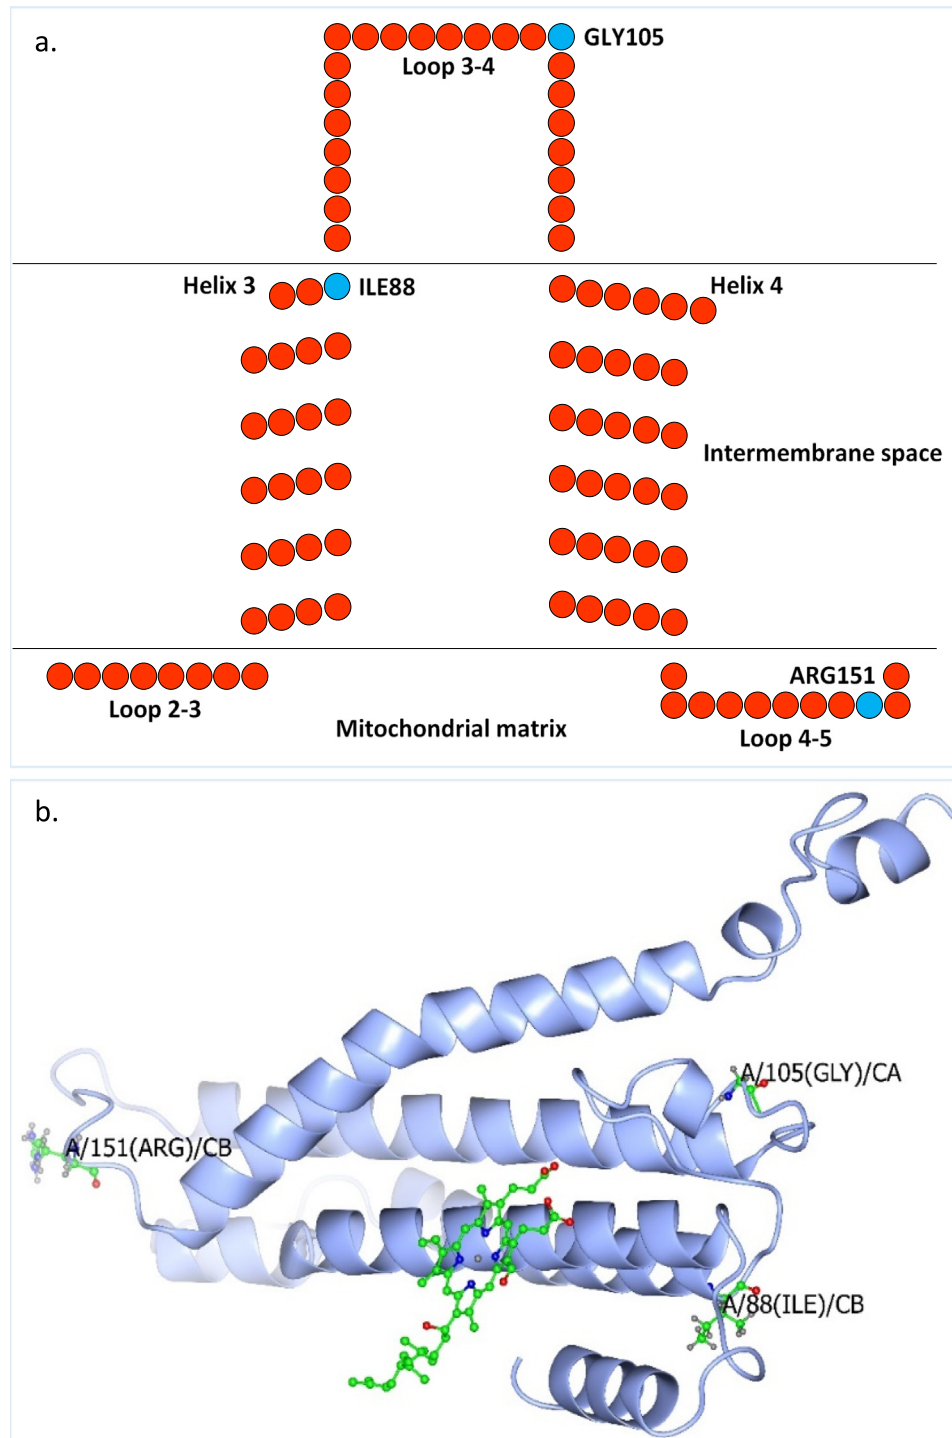 a.
GLY105
Loop 3-4
Helix 3
ILE88
Helix 4
Intermembrane space
ARG151
Loop 2-3
Mitochondrial matrix
Loop 4-5
b.
A/105(GLY)/CA
A/151(ARG)/CB
A/88(ILE)/CB